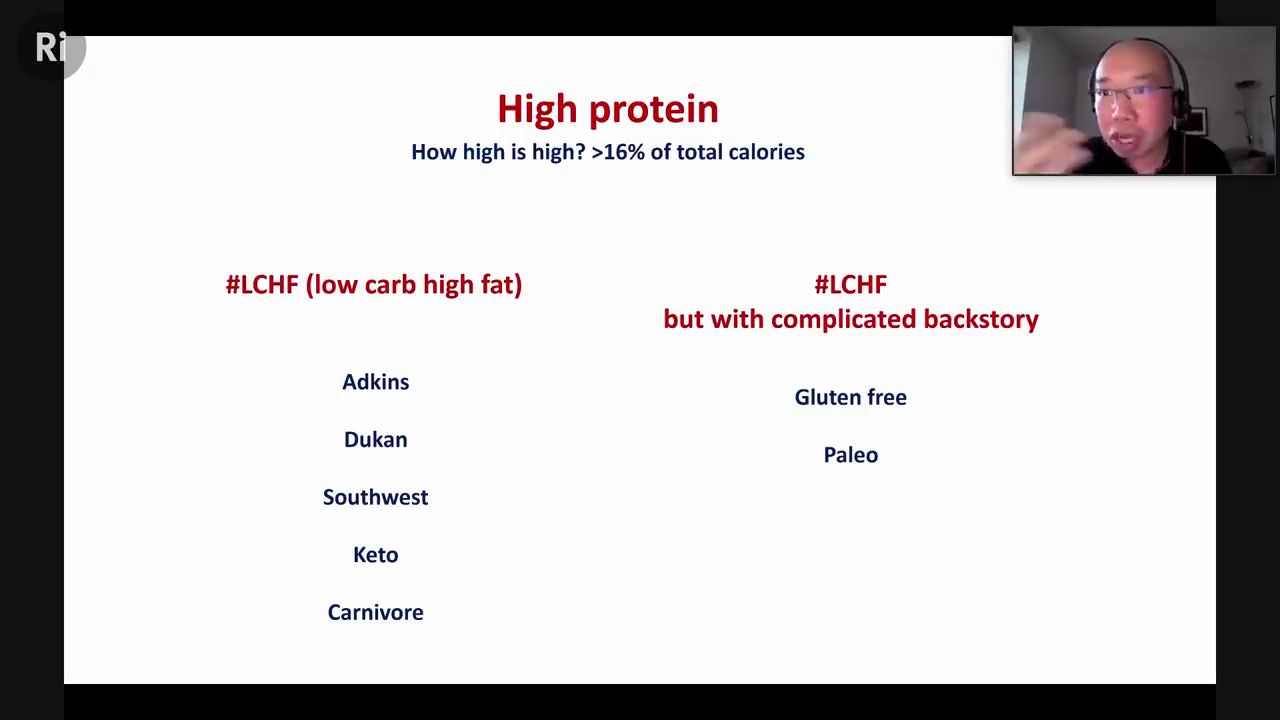 Ri
High protein
How high is high? >16% of total calories
#LCHF (low carb high fat)
Adkins
Dukan
Southwest
Keto
Carnivore
#LCHF
but with complicated backstory
Gluten free
Paleo